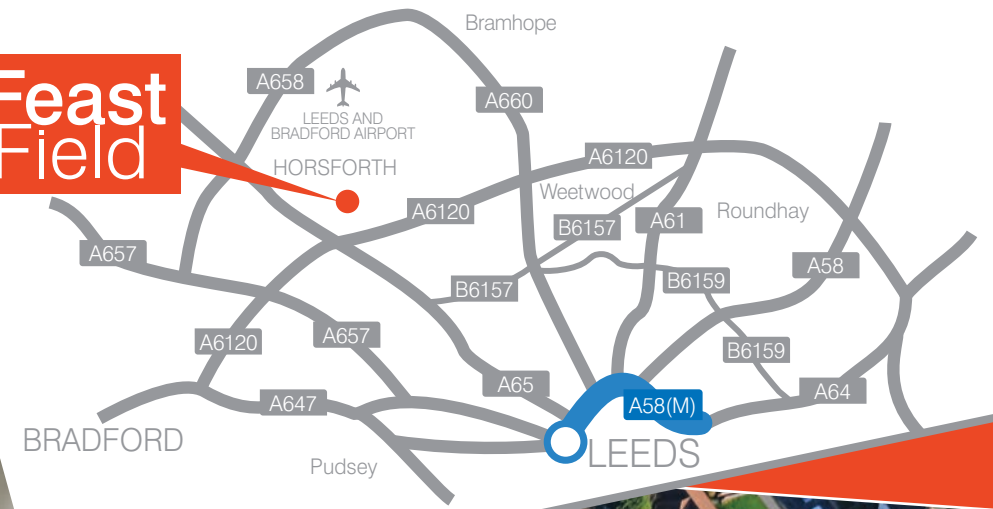 Bramhope
Feast
Field
A658
A660
LEEDS AND
BRADFORD AIRPORT
HORSFORTH
A6120
Weetwood
A6120
B6157
A61
Roundhay
A657
A58
B6157
B6159
A6120
A657
B6159
A65
A64
A647
A58(M)
BRADFORD
LEEDS
Pudsey